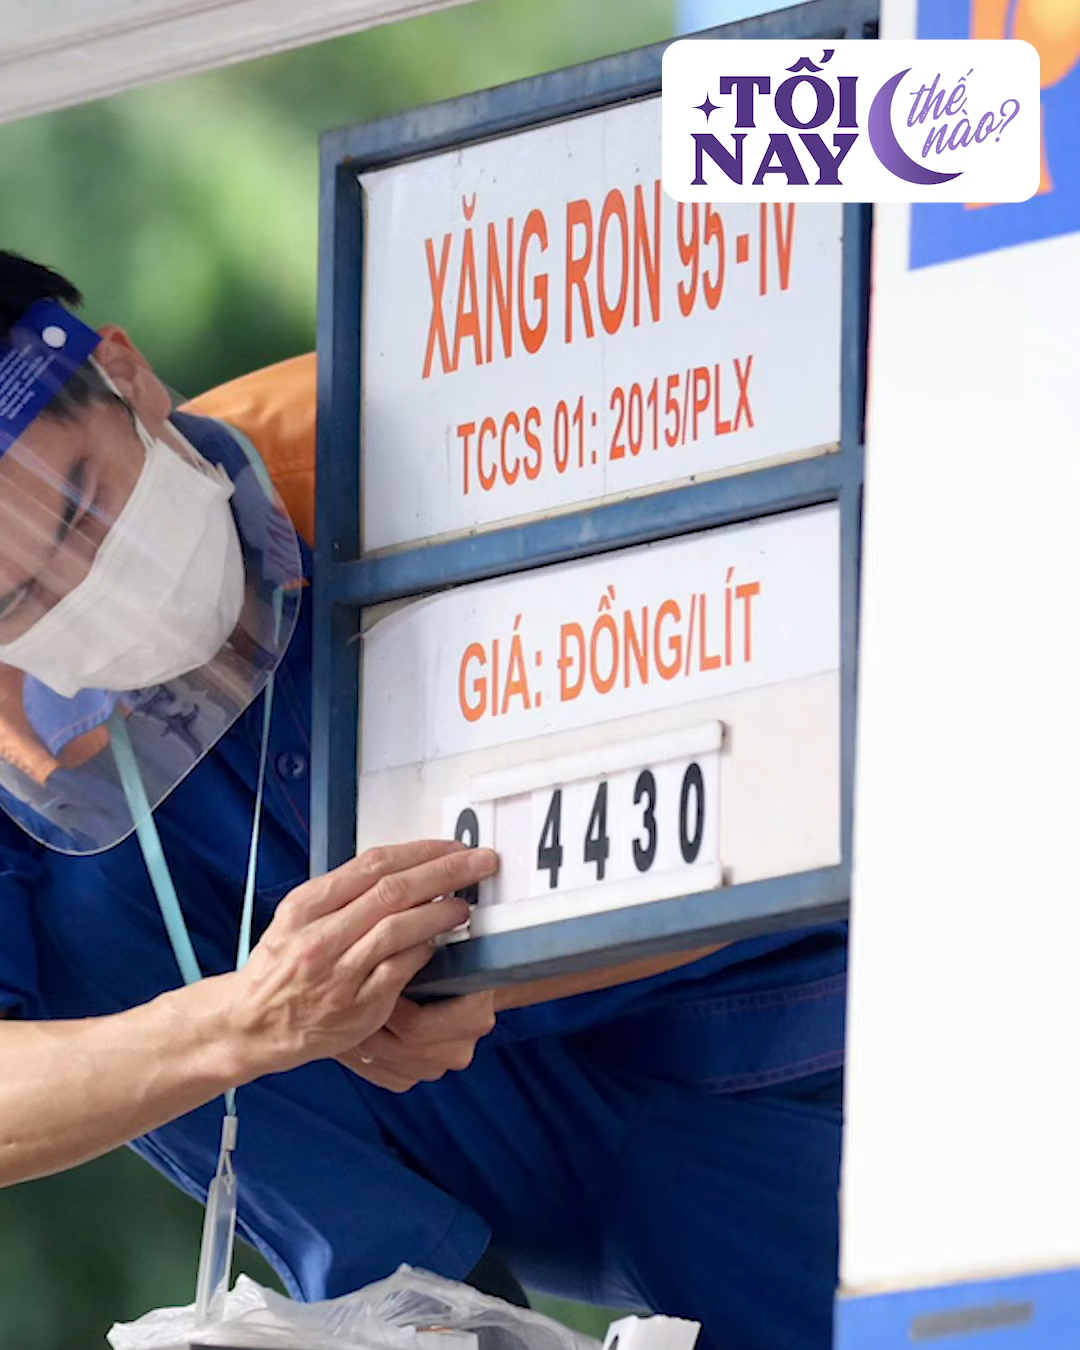 TỐI
NAY
thế
nào?
XĂNG RON 95-IV
TCCS 01: 2015/PLX
GIÁ: ĐỒNG/LÍT
4430